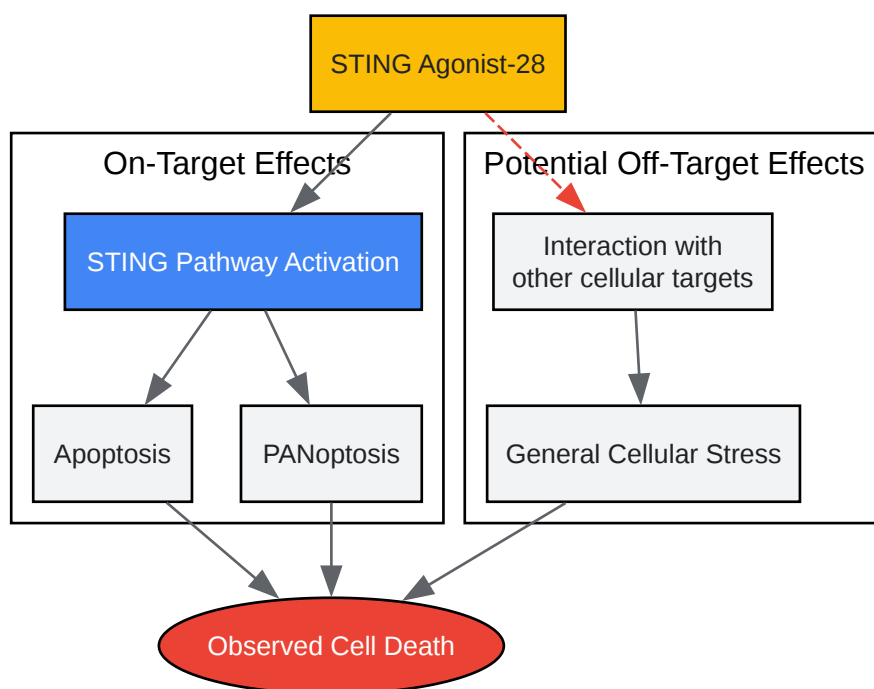 STING Agonist-28
On-Target Effects
Potential Off-Target Effects
STING Pathway Activation
Interaction with
other cellular targets
Apoptosis
PANoptosis
General Cellular Stress
Observed Cell Death